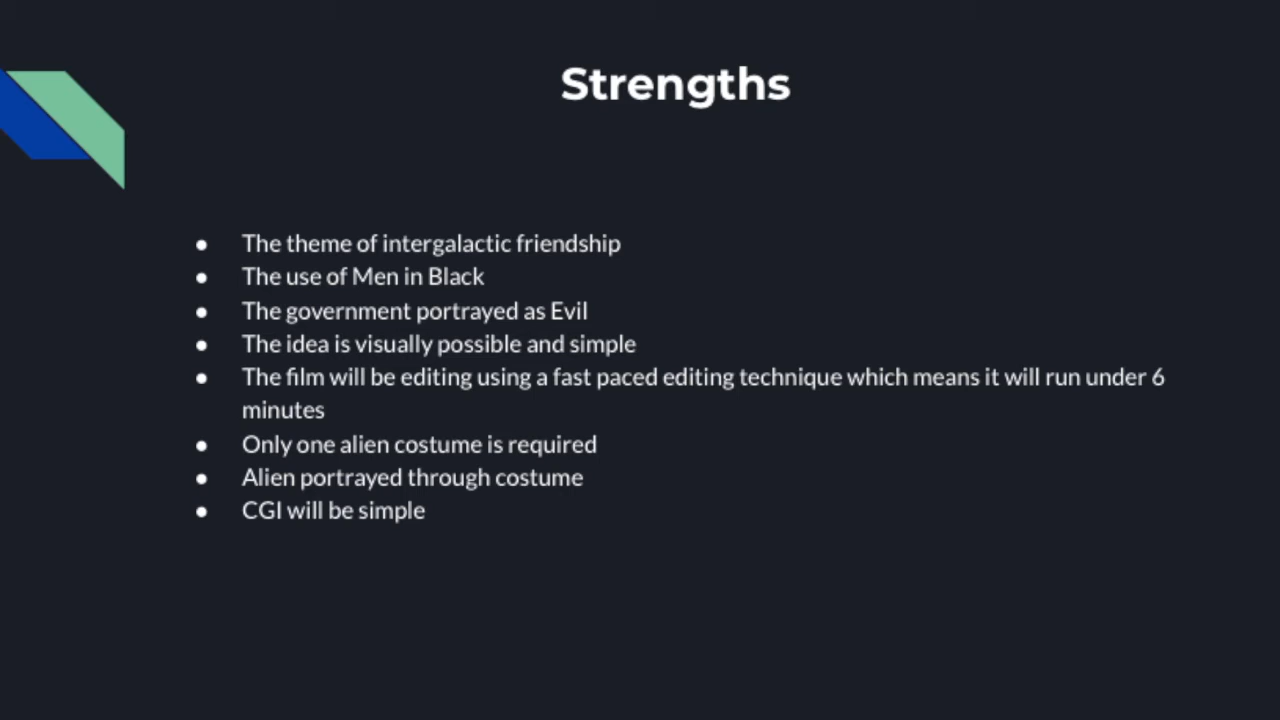 Strengths
● The theme of intergalactic friendship
● The use of Men in Black
● The government portrayed as Evil
● The idea is visually possible and simple
● The film will be editing using a fast paced editing technique which means it will run under 6
minutes
● Only one alien costume is required
● Alien portrayed through costume
● CGI will be simple